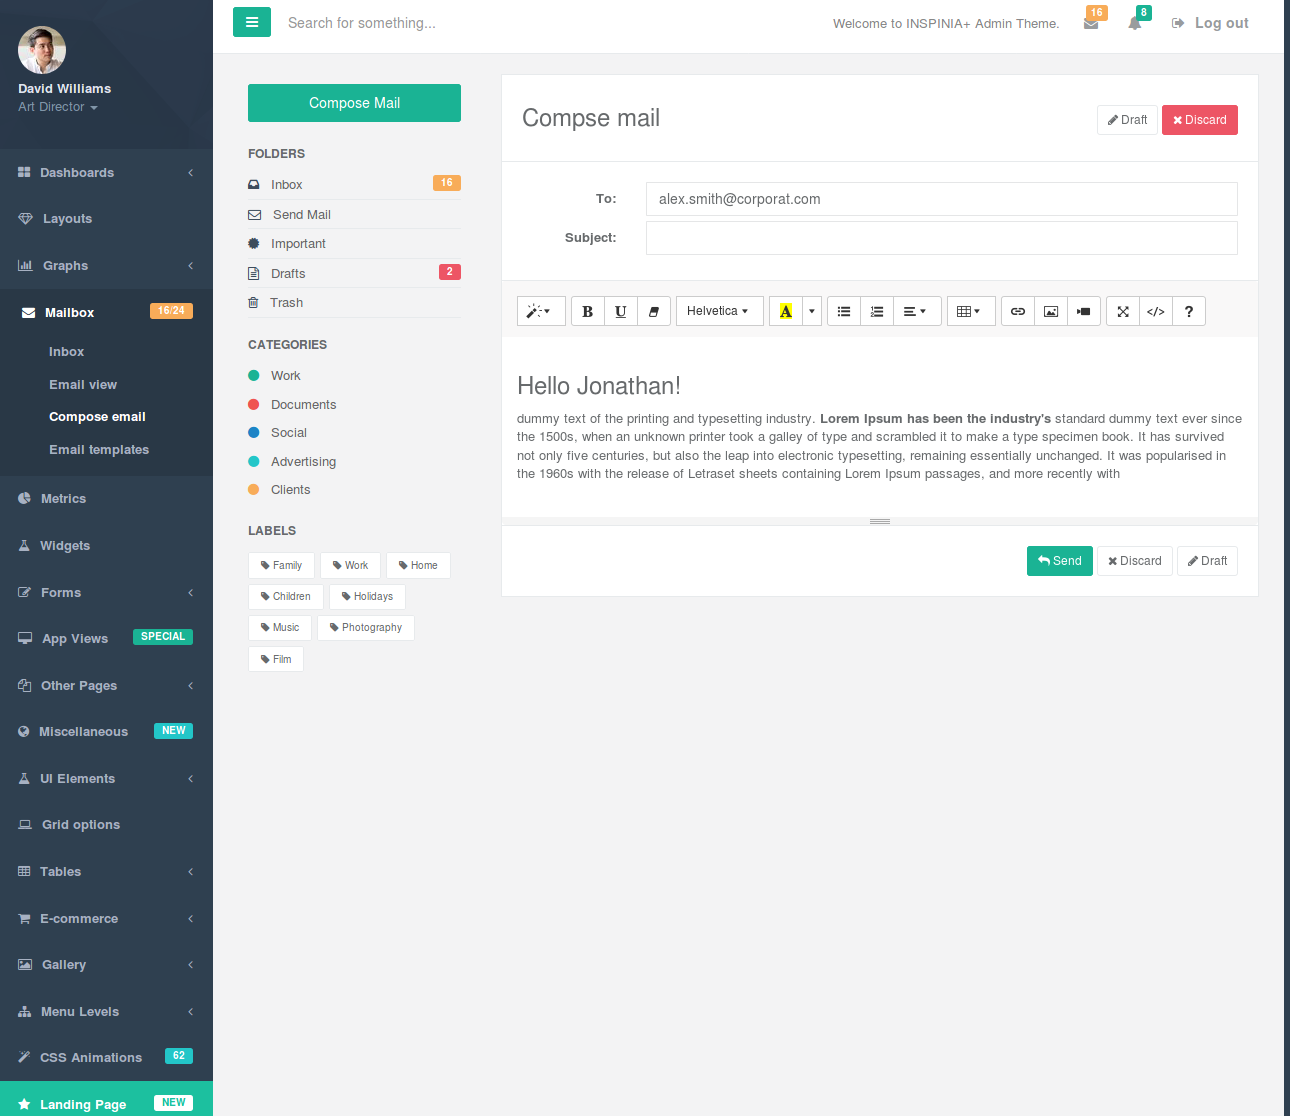 David Williams
Art Director
Dashboards
Layouts
Graphs
Mailbox 16/24
Inbox
Email view
Compose email
Email templates
Metrics
Widgets
Forms
App Views SPECIAL
Other Pages
Miscellaneous NEW
UI Elements
Grid options
Tables
E-commerce
Gallery
Menu Levels
CSS Animations 62
Landing Page NEW
Search for something...
Welcome to INSPINIA+ Admin Theme. 16 8 Log out
Compose Mail
FOLDERS
Inbox 16
Send Mail
Important
Drafts 2
Trash
CATEGORIES
Work
Documents
Social
Advertising
Clients
LABELS
Family Work Home
Children Holidays
Music Photography
Film
Compse mail
Draft Discard
To: alex.smith@corporat.com
Subject:
B U Helvetica A </> ?
Hello Jonathan!
dummy text of the printing and typesetting industry. Lorem Ipsum has been the industry's standard dummy text ever since
the 1500s, when an unknown printer took a galley of type and scrambled it to make a type specimen book. It has survived
not only five centuries, but also the leap into electronic typesetting, remaining essentially unchanged. It was popularised in
the 1960s with the release of Letraset sheets containing Lorem Ipsum passages, and more recently with
Send Discard Draft